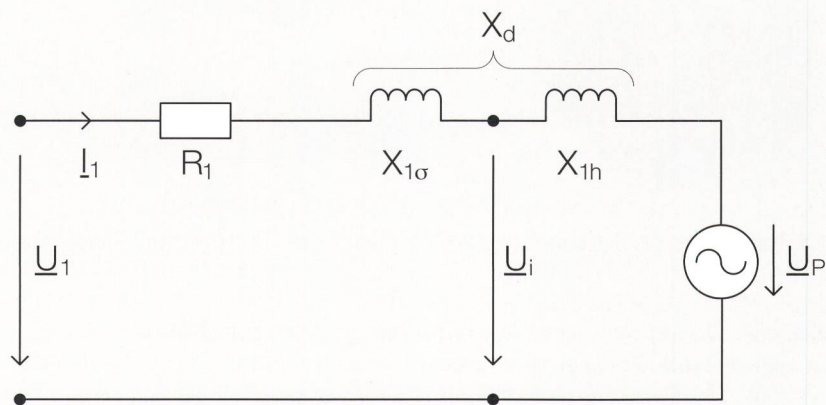 X_d
I_1
R_1
X_1σ
X_1h
U_1
U_i
U_P